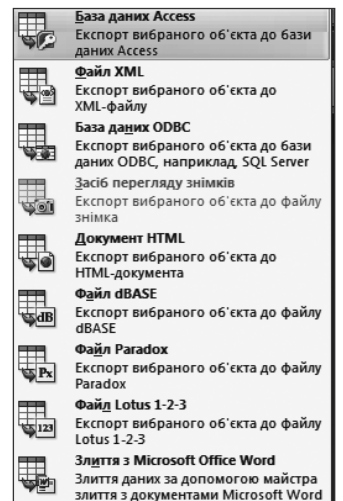 База даних Access
Експорт вибраного об'єкта до бази
даних Access
Файл XML
Експорт вибраного об'єкта до
XML-файлу
База даних ODBC
Експорт вибраного об'єкта до бази
даних ODBC, наприклад, SQL Server
Засіб перегляду знімків
Експорт вибраного об'єкта до файлу
знімка
Документ HTML
Експорт вибраного об'єкта до
HTML-документа
Файл dBASE
dB
Експорт вибраного об'єкта до файлу
dBASE
Файл Paradox
Px
Експорт вибраного об'єкта до файлу
Paradox
Файл Lotus 1-2-3
123
Експорт вибраного об'єкта до файлу
Lotus 1-2-3
Злиття з Microsoft Office Word
Злиття даних за допомогою майстра
злиття з документами Microsoft Word